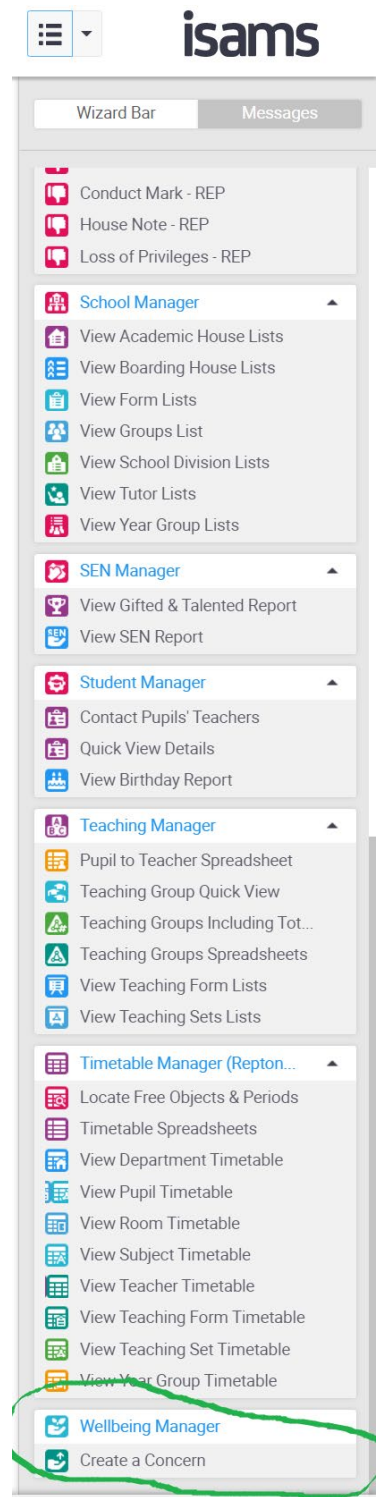 isams
Wizard Bar Messages
Conduct Mark - REP
House Note - REP
Loss of Privileges - REP
School Manager
View Academic House Lists
View Boarding House Lists
View Form Lists
View Groups List
View School Division Lists
View Tutor Lists
View Year Group Lists
SEN Manager
View Gifted & Talented Report
SEN View SEN Report
Student Manager
Contact Pupils' Teachers
Quick View Details
View Birthday Report
Teaching Manager
Pupil to Teacher Spreadsheet
Teaching Group Quick View
Teaching Groups Including Tot...
Teaching Groups Spreadsheets
View Teaching Form Lists
View Teaching Sets Lists
Timetable Manager (Repton...
Locate Free Objects & Periods
Timetable Spreadsheets
View Department Timetable
View Pupil Timetable
View Room Timetable
View Subject Timetable
View Teacher Timetable
View Teaching Form Timetable
View Teaching Set Timetable
View Year Group Timetable
Wellbeing Manager
Create a Concern